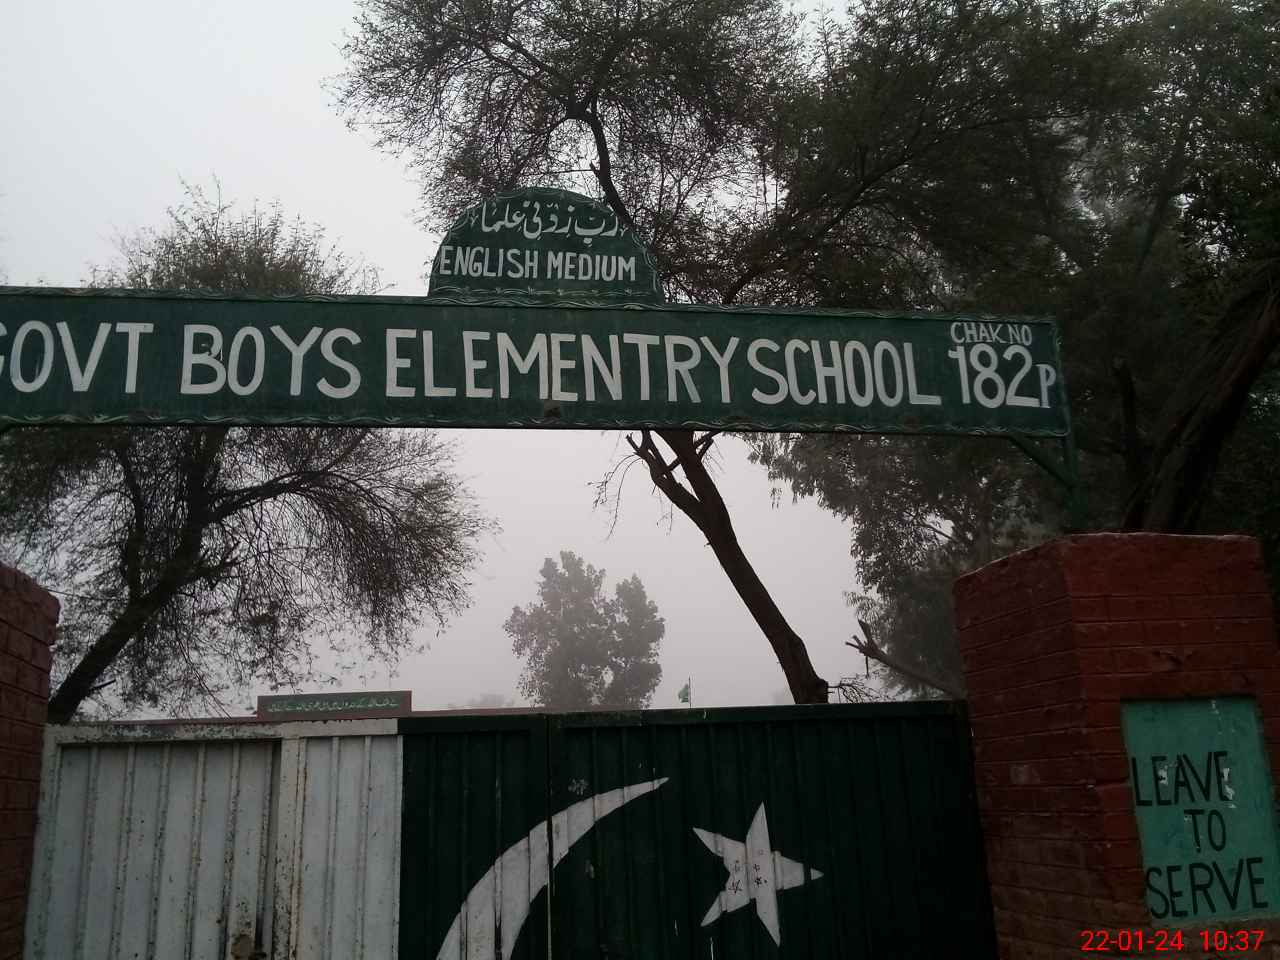 رَبِّ زِدْنِي عِلْمًا
ENGLISH MEDIUM
GOVT BOYS ELEMENTRY SCHOOL
CHAK NO
182P
LEAVE
TO
SERVE
22-01-24 10:37